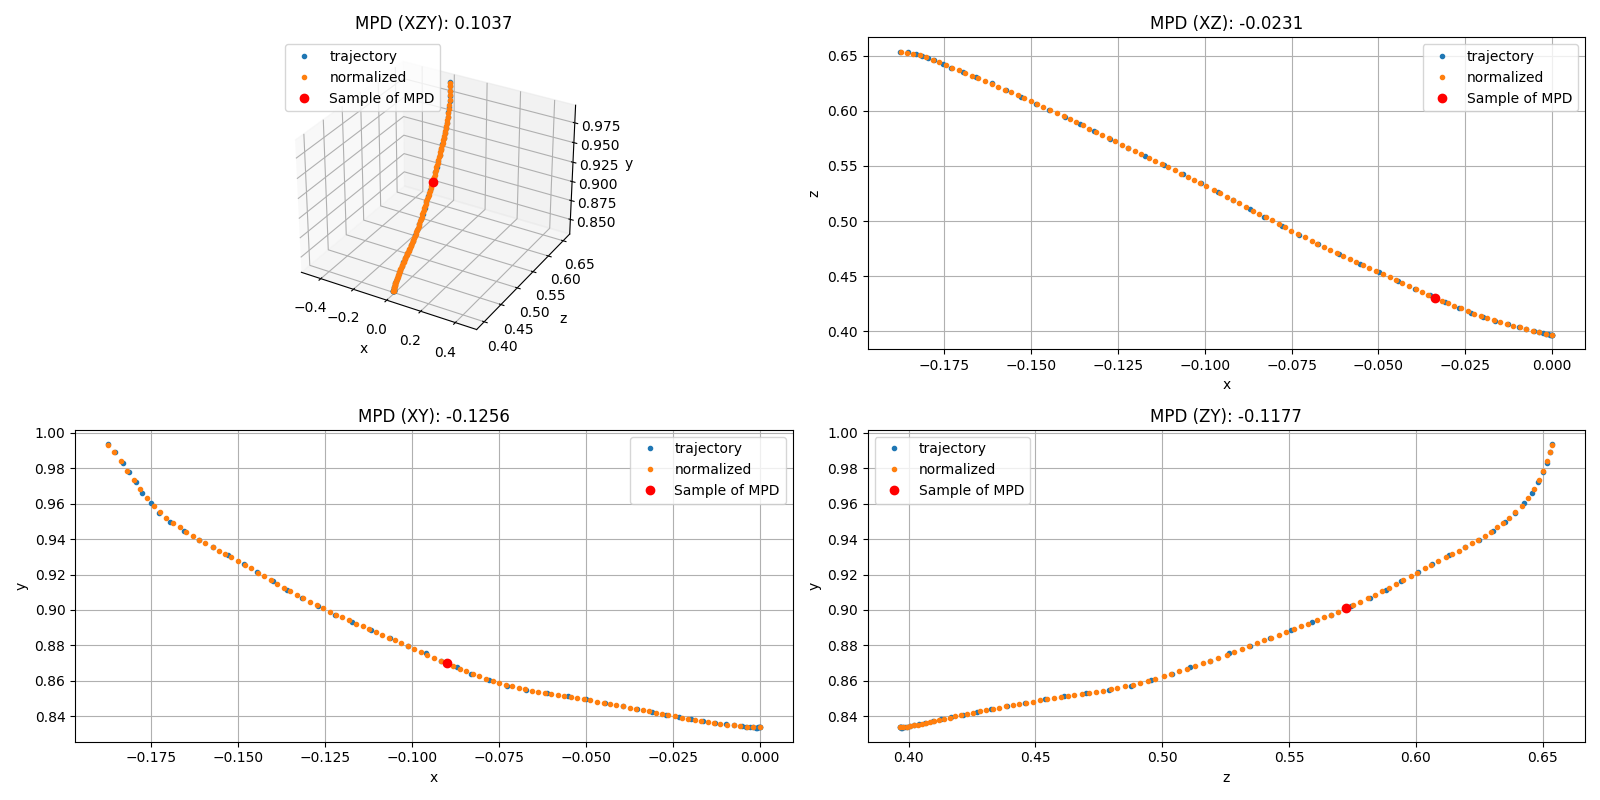 MPD (XZY): 0.1037
trajectory
normalized
Sample of MPD
0.975
0.950
0.925
0.900
0.875
0.850
y
0.65
0.60
0.55
0.50
0.45
0.40
z
−0.4
−0.2
0.0
0.2
0.4
x
MPD (XZ): -0.0231
trajectory
normalized
Sample of MPD
0.65
0.60
0.55
0.50
0.45
0.40
z
−0.175 −0.150 −0.125 −0.100 −0.075 −0.050 −0.025 0.000
x
MPD (XY): -0.1256
trajectory
normalized
Sample of MPD
1.00
0.98
0.96
0.94
0.92
0.90
0.88
0.86
0.84
y
−0.175 −0.150 −0.125 −0.100 −0.075 −0.050 −0.025 0.000
x
MPD (ZY): -0.1177
trajectory
normalized
Sample of MPD
1.00
0.98
0.96
0.94
0.92
0.90
0.88
0.86
0.84
y
0.40 0.45 0.50 0.55 0.60 0.65
z